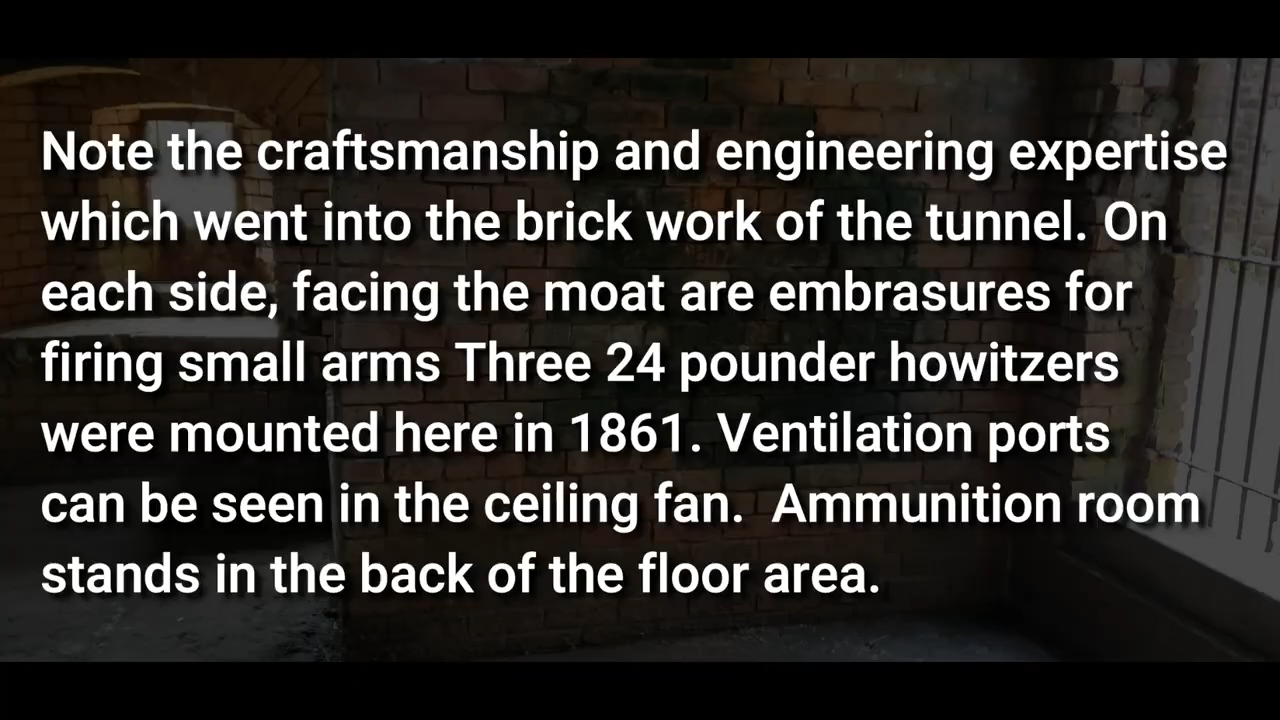 Note the craftsmanship and engineering expertise
which went into the brick work of the tunnel. On
each side, facing the moat are embrasures for
firing small arms Three 24 pounder howitzers
were mounted here in 1861. Ventilation ports
can be seen in the ceiling fan.  Ammunition room
stands in the back of the floor area.